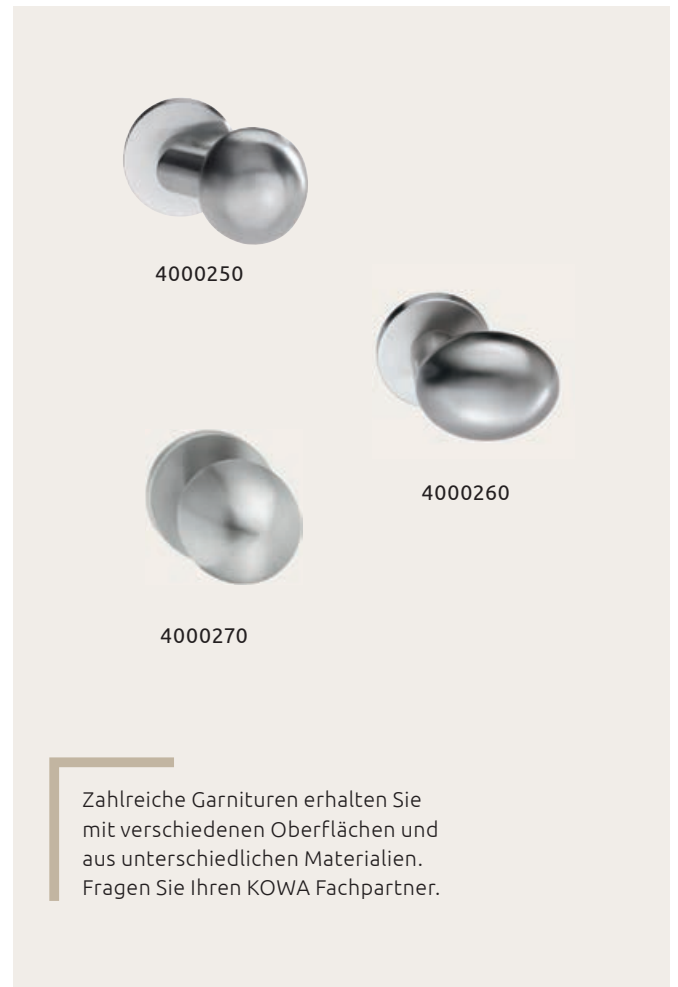 4000250
4000260
4000270
Zahlreiche Garnituren erhalten Sie
mit verschiedenen Oberflächen und
aus unterschiedlichen Materialien.
Fragen Sie Ihren KOWA Fachpartner.